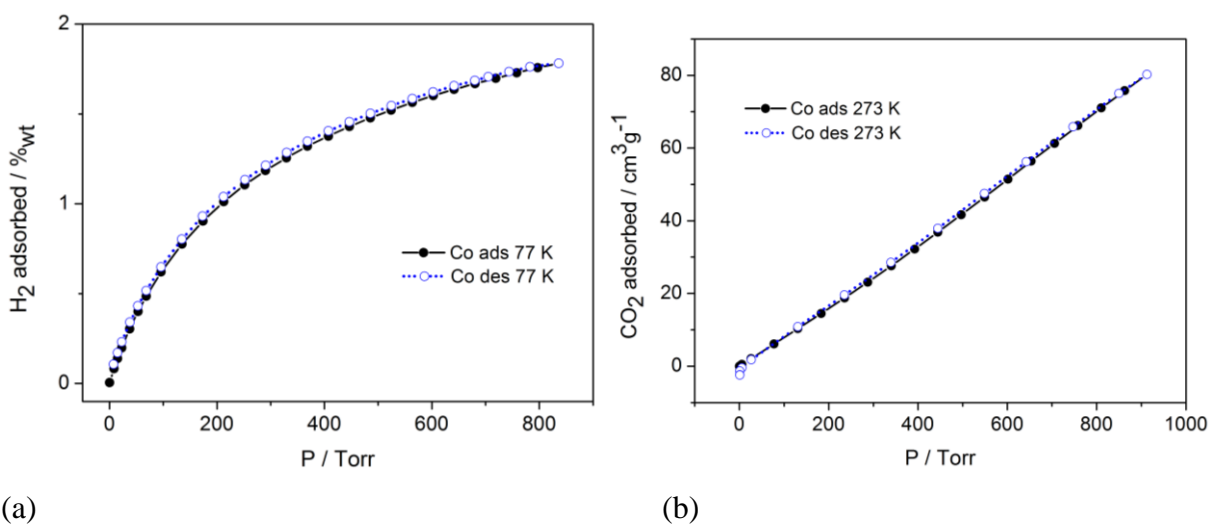 2
1
0
H2 adsorbed / %wt
Co ads 77 K
Co des 77 K
0 200 400 600 800
P / Torr
(a)
80
60
40
20
0
CO2 adsorbed / cm3g-1
Co ads 273 K
Co des 273 K
0 200 400 600 800 1000
P / Torr
(b)